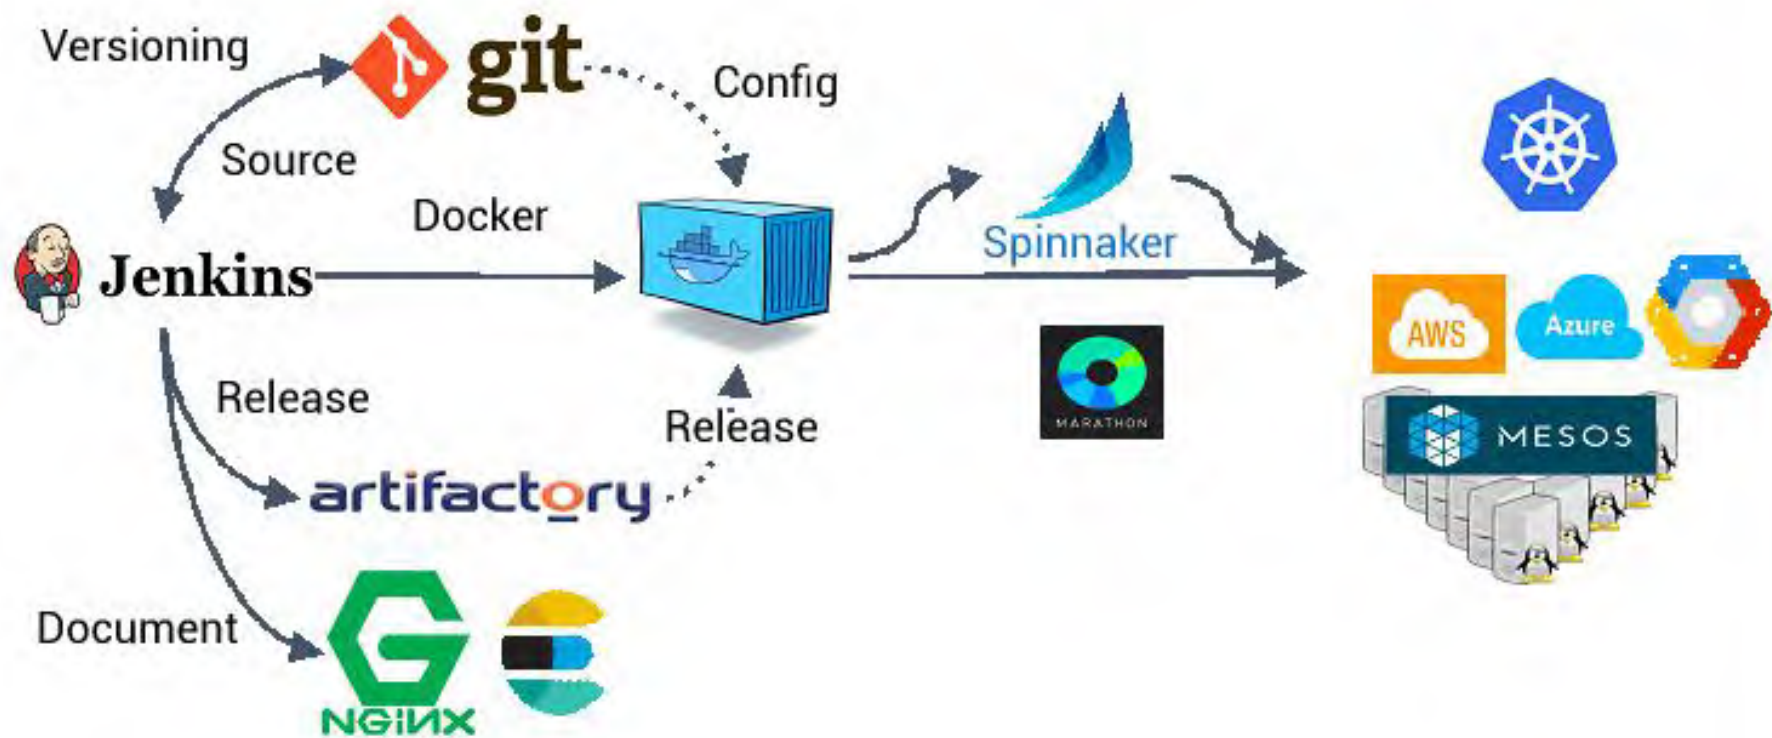 Versioning
git
Config
Source
Docker
Jenkins
Spinnaker
AWS
Azure
MARATHON
Release
Release
MESOS
artifactory
Document
NGiNX